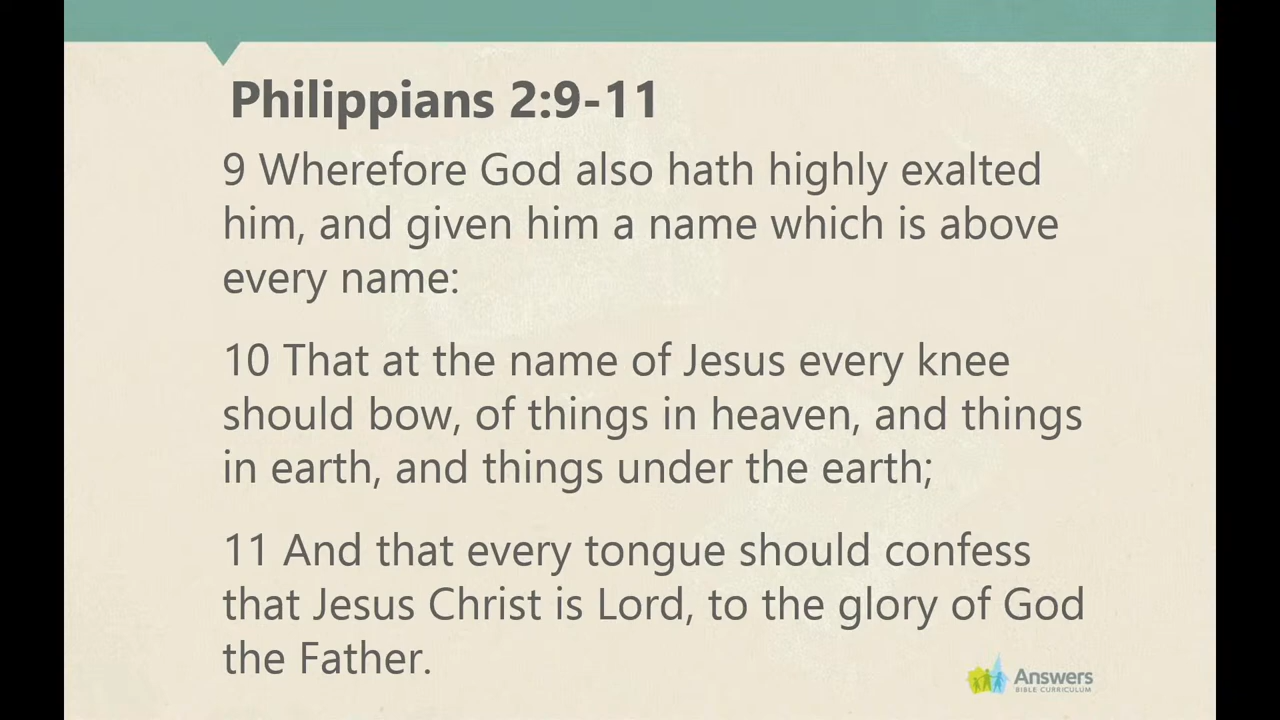 Philippians 2:9-11
9 Wherefore God also hath highly exalted
him, and given him a name which is above
every name:
10 That at the name of Jesus every knee
should bow, of things in heaven, and things
in earth, and things under the earth;
11 And that every tongue should confess
that Jesus Christ is Lord, to the glory of God
the Father.
Answers
BIBLE CURRICULUM